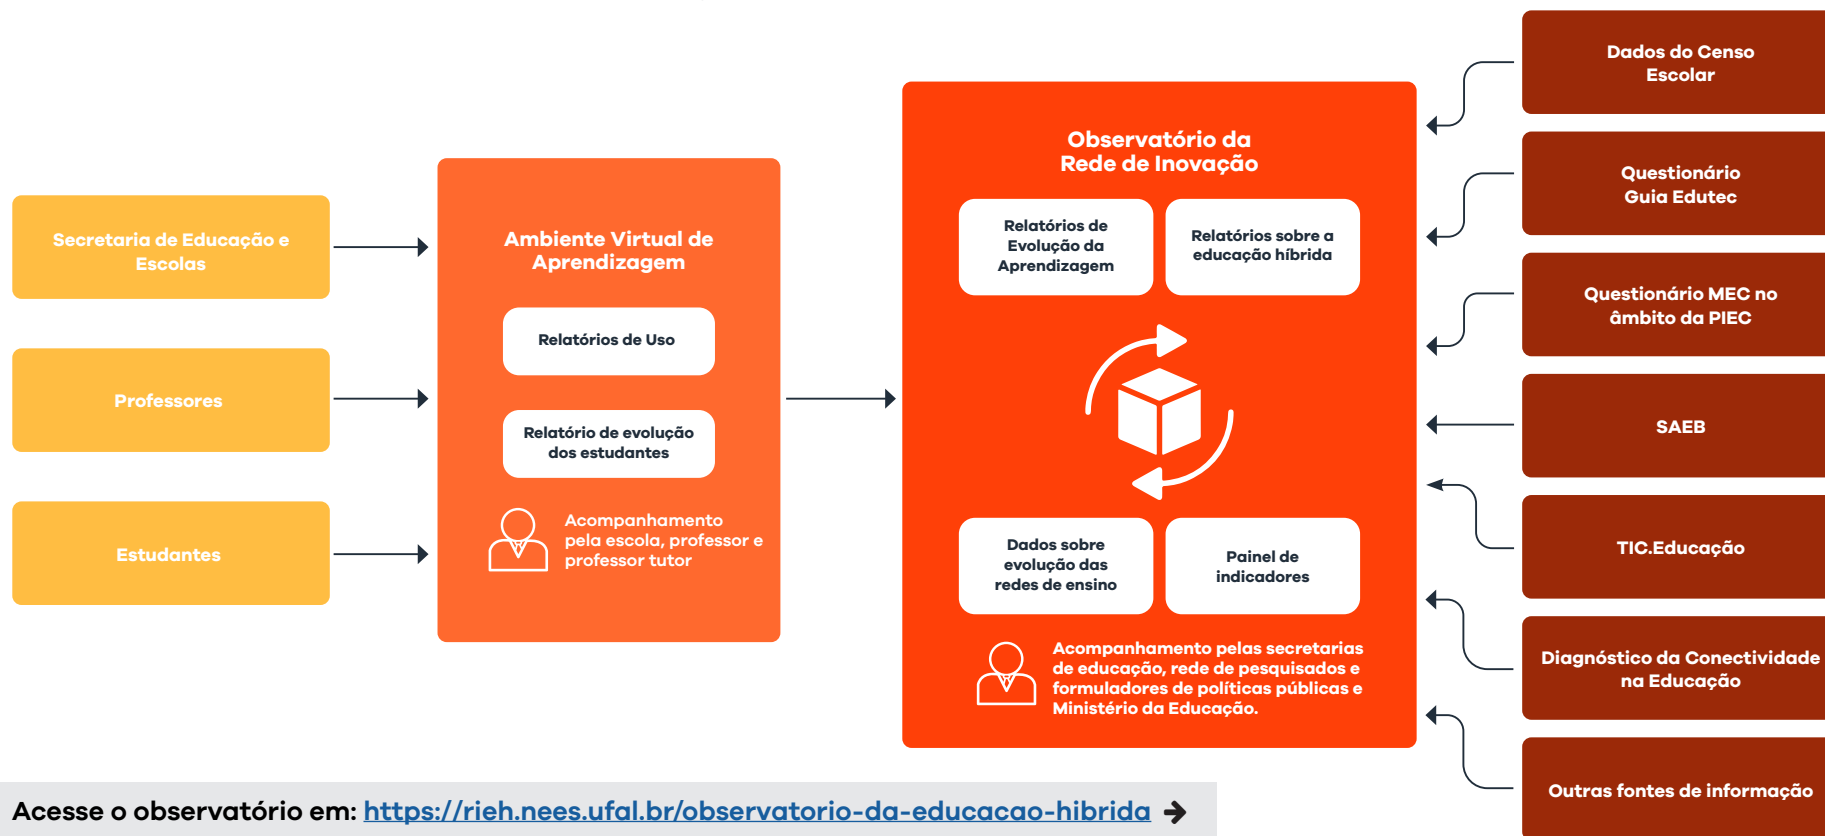 Secretaria de Educação e
Escolas
Professores
Estudantes
Ambiente Virtual de
Aprendizagem
Relatórios de Uso
Relatório de evolução
dos estudantes
Acompanhamento
pela escola, professor e
professor tutor
Observatório da
Rede de Inovação
Relatórios de
Evolução da
Aprendizagem
Relatórios sobre a
educação híbrida
Dados sobre
evolução das
redes de ensino
Painel de
indicadores
Acompanhamento pelas secretarias
de educação, rede de pesquisados e
formuladores de políticas públicas e
Ministério da Educação.
Dados do Censo
Escolar
Questionário
Guia Edutec
Questionário MEC no
âmbito da PIEC
SAEB
TIC.Educação
Diagnóstico da Conectividade
na Educação
Outras fontes de informação
Acesse o observatório em: https://rieh.nees.ufal.br/observatorio-da-educacao-hibrida